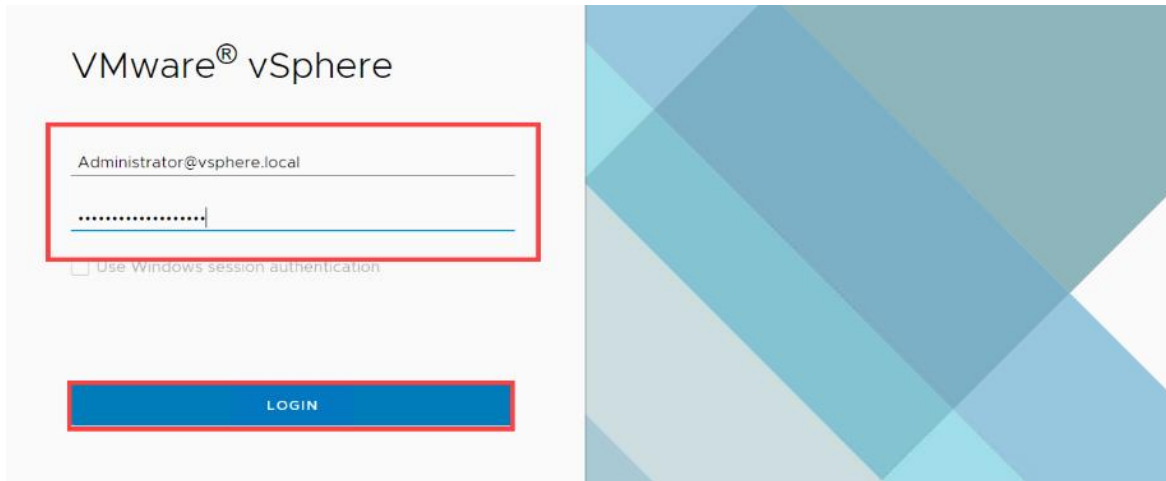 VMware® vSphere
Administrator@vsphere.local
•••••••••••••••••••
Use Windows session authentication
LOGIN